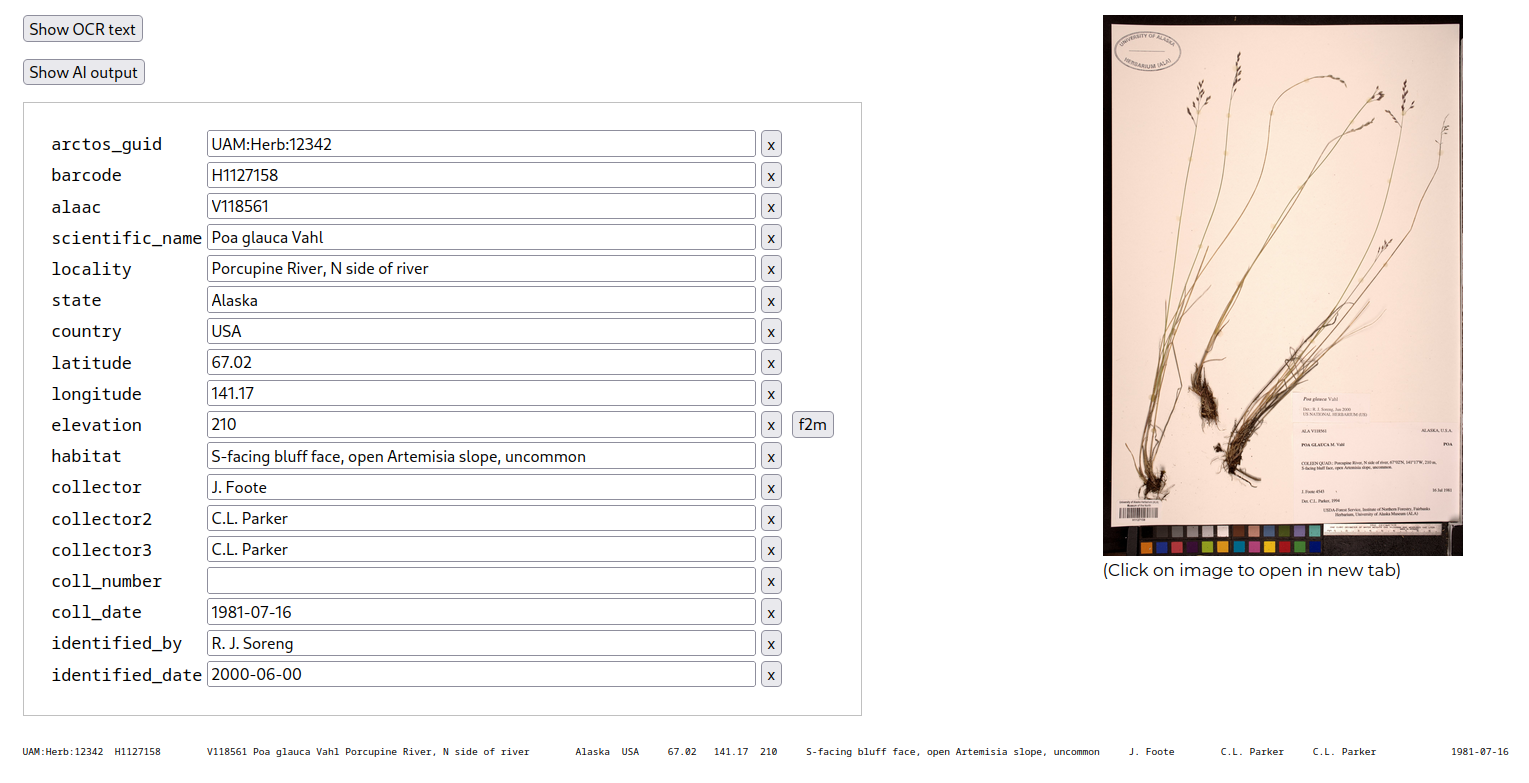 Show OCR text
Show AI output
arctos_guid UAM:Herb:12342 x
barcode H1127158 x
alaac V118561 x
scientific_name Poa glauca Vahl x
locality Porcupine River, N side of river x
state Alaska x
country USA x
latitude 67.02 x
longitude 141.17 x
elevation 210 x f2m
habitat S-facing bluff face, open Artemisia slope, uncommon x
collector J. Foote x
collector2 C.L. Parker x
collector3 C.L. Parker x
coll_number x
coll_date 1981-07-16 x
identified_by R. J. Soreng x
identified_date 2000-06-00 x
UNIVERSITY OF ALASKA
HERBARIUM (ALA)
Poa glauca Vahl
Det.: R. J. Soreng, Jun 2000
US NATIONAL HERBARIUM (US)
ALA V118561 ALASKA, U.S.A.
POA GLAUCA M. Vahl POA
COLEEN QUAD.: Porcupine River, N side of river, 67°02'N, 141°17'W, 210 m,
S-facing bluff face, open Artemisia slope, uncommon.
J. Foote #543 16 Jul 1981
Det. C.L. Parker, 1994
USDA-Forest Service, Institute of Northern Forestry, Fairbanks
Herbarium, University of Alaska Museum (ALA)
(Click on image to open in new tab)
UAM:Herb:12342 H1127158 V118561 Poa glauca Vahl Porcupine River, N side of river Alaska USA 67.02 141.17 210 S-facing bluff face, open Artemisia slope, uncommon J. Foote C.L. Parker C.L. Parker 1981-07-16